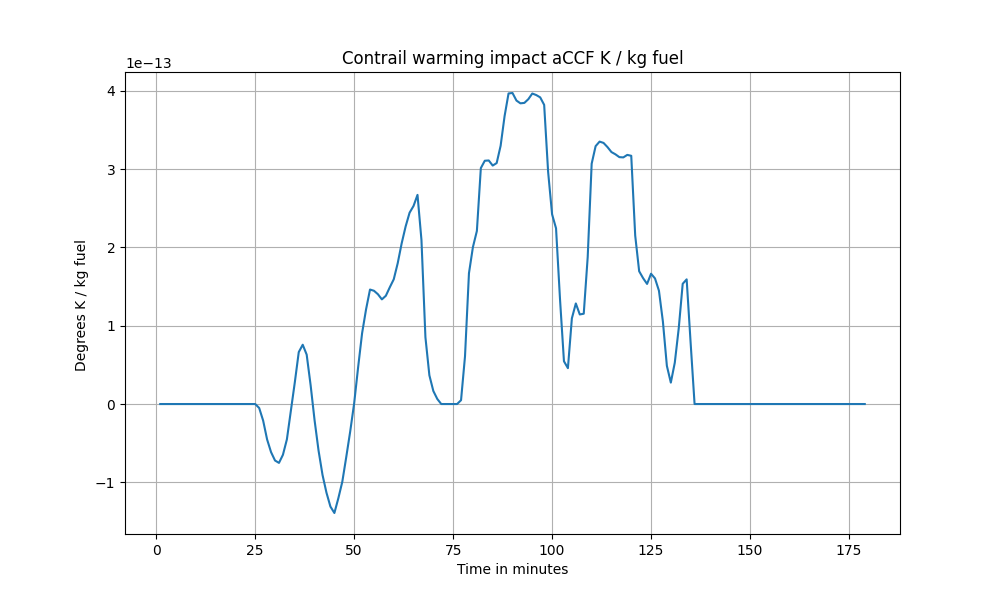 Contrail warming impact aCCF K / kg fuel
1e−13
4
3
2
1
0
−1
Degrees K / kg fuel
0 25 50 75 100 125 150 175
Time in minutes